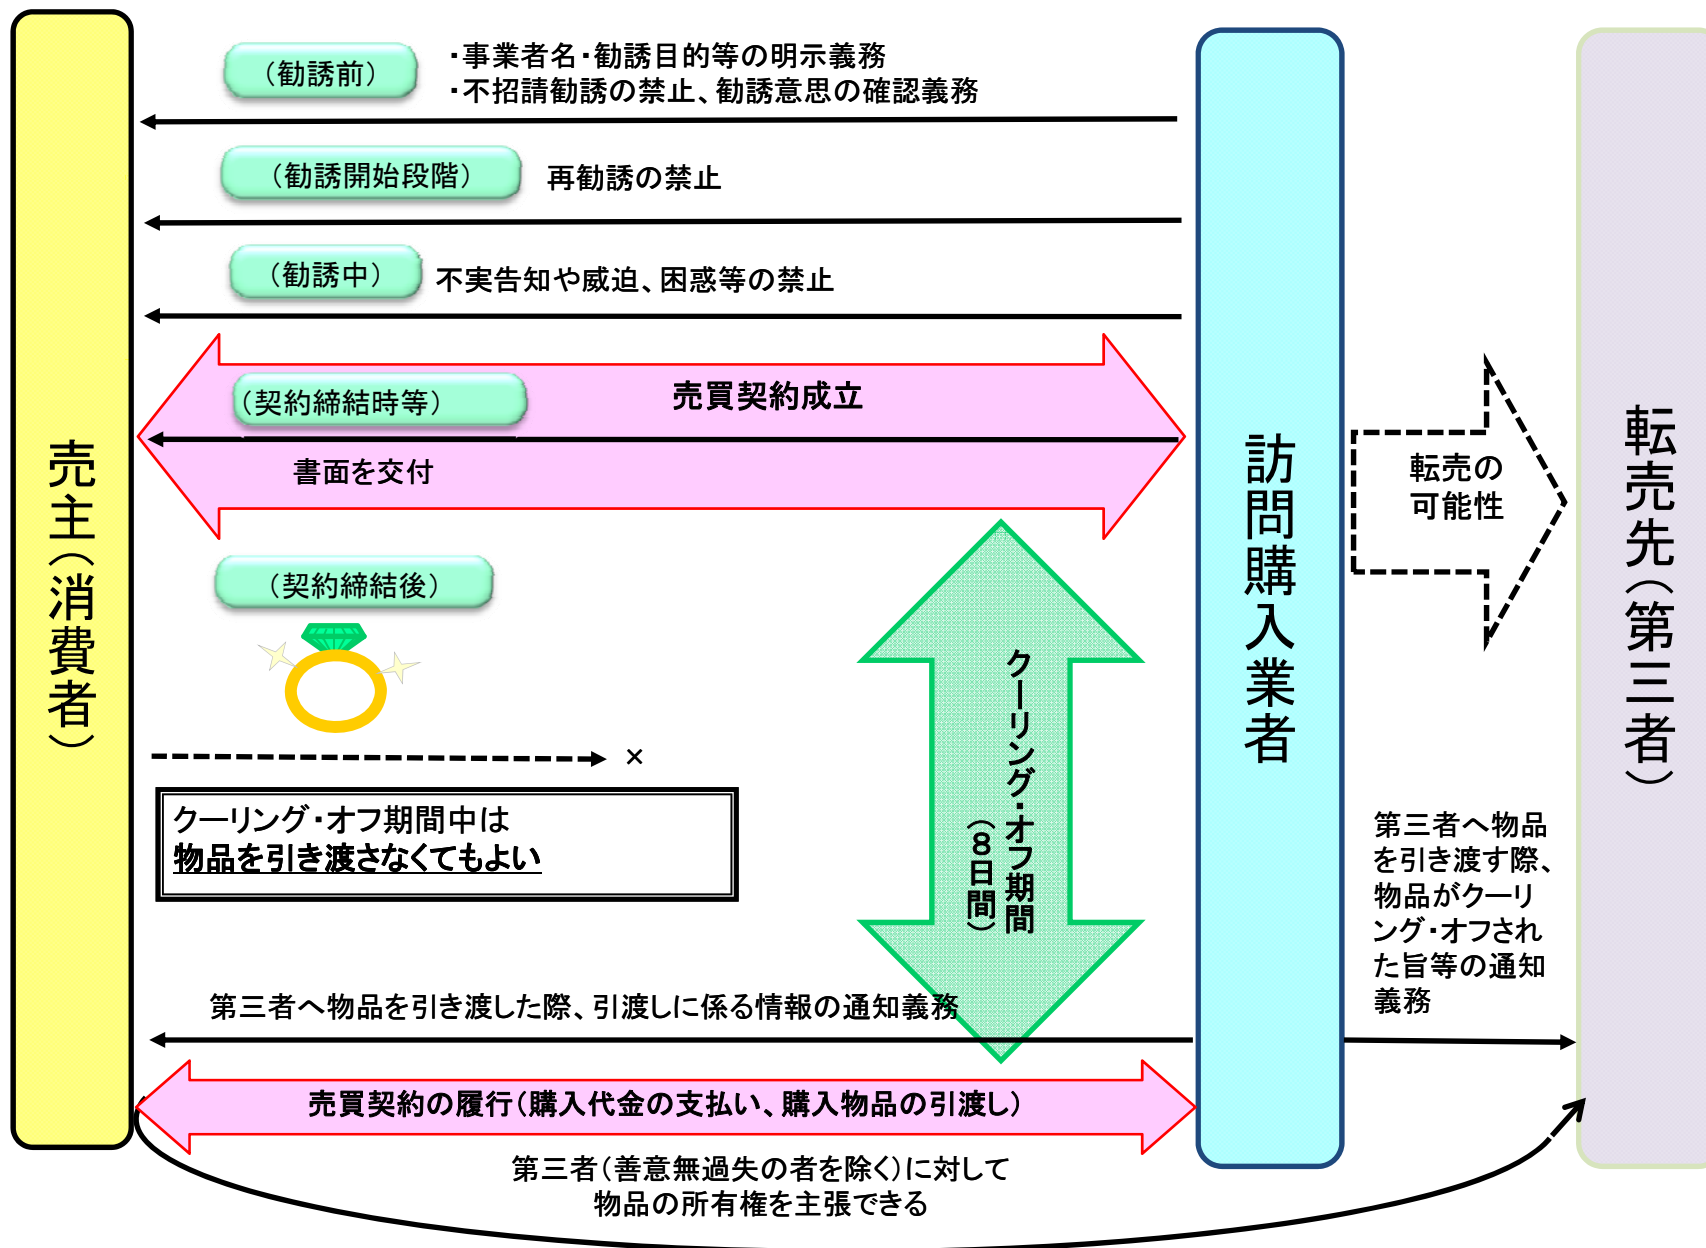 売主（消費者）
（勧誘前）
・事業者名・勧誘目的等の明示義務
・不招請勧誘の禁止、勧誘意思の確認義務
（勧誘開始段階）
再勧誘の禁止
（勧誘中）
不実告知や威迫、困惑等の禁止
（契約締結時等）
売買契約成立
書面を交付
（契約締結後）
×
クーリング・オフ期間中は
物品を引き渡さなくてもよい
クーリング・オフ期間
（８日間）
第三者へ物品を引き渡した際、引渡しに係る情報の通知義務
売買契約の履行（購入代金の支払い、購入物品の引渡し）
第三者（善意無過失の者を除く）に対して
物品の所有権を主張できる
訪問購入業者
転売の
可能性
第三者へ物品
を引き渡す際、
物品がクーリ
ング・オフされ
た旨等の通知
義務
転売先（第三者）